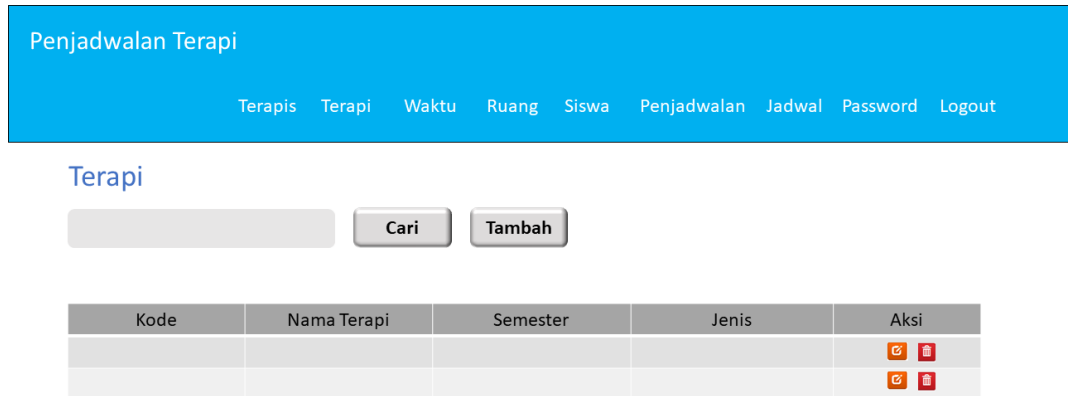 Penjadwalan Terapi
Terapis Terapi Waktu Ruang Siswa Penjadwalan Jadwal Password Logout
Terapi
Cari Tambah
Kode Nama Terapi Semester Jenis Aksi